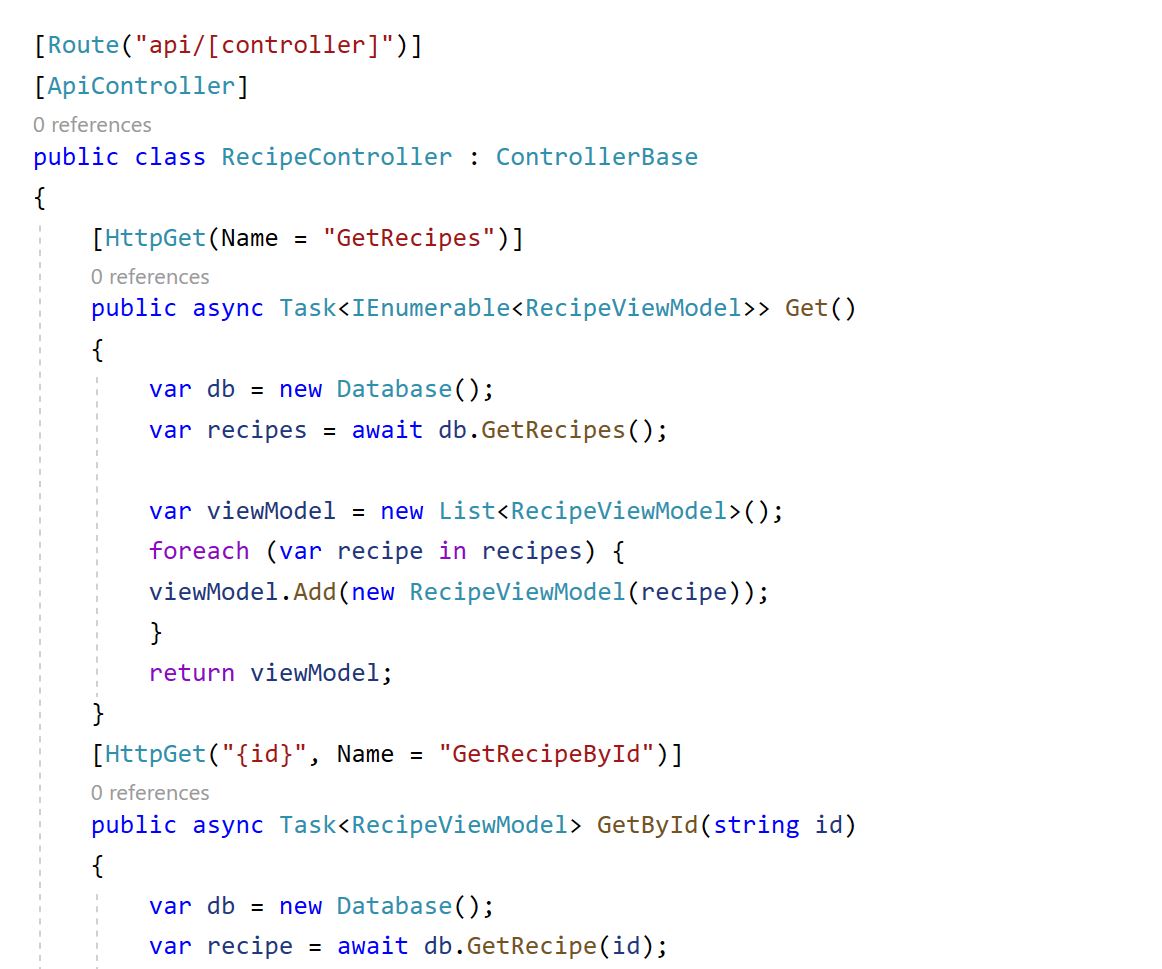 [Route("api/[controller]")]
[ApiController]
0 references
public class RecipeController : ControllerBase
{
[HttpGet(Name = "GetRecipes")]
0 references
public async Task<IEnumerable<RecipeViewModel>> Get()
{
var db = new Database();
var recipes = await db.GetRecipes();
var viewModel = new List<RecipeViewModel>();
foreach (var recipe in recipes) {
viewModel.Add(new RecipeViewModel(recipe));
}
return viewModel;
}
[HttpGet("{id}", Name = "GetRecipeById")]
0 references
public async Task<RecipeViewModel> GetById(string id)
{
var db = new Database();
var recipe = await db.GetRecipe(id);